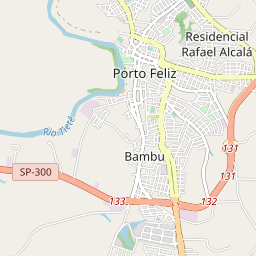 Residencial
Rafael Alcalá
Porto Feliz
Rio Tietê
131
Bambu
SP-300
131
133
132